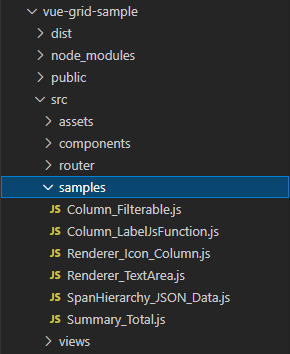 vue-grid-sample
dist
node_modules
public
src
assets
components
router
samples
JS Column_Filterable.js
JS Column_LabelJsFunction.js
JS Renderer_Icon_Column.js
JS Renderer_TextArea.js
JS SpanHierarchy_JSON_Data.js
JS Summary_Total.js
views